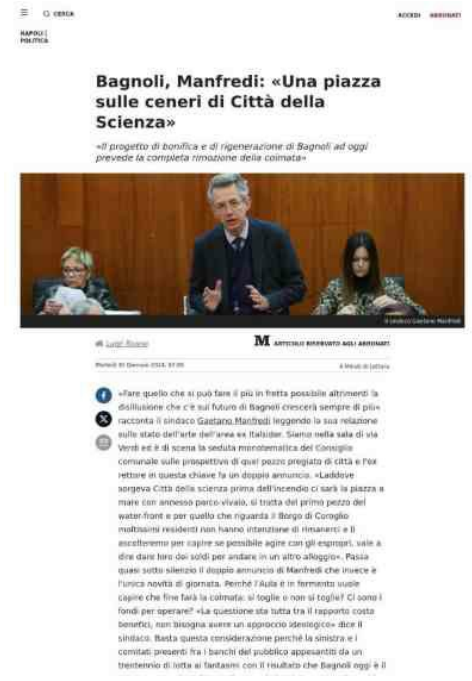 CERCA
ACCEDI ABBONATI
NAPOLI |
POLITICA
Bagnoli, Manfredi: «Una piazza
sulle ceneri di Città della
Scienza»
«Il progetto di bonifica e di rigenerazione di Bagnoli ad oggi
prevede la completa rimozione della colmata»
Il sindaco Gaetano Manfredi
di Luigi Roano
M ARTICOLO RISERVATO AGLI ABBONATI
Gennaio
4 Minuti di Lettura
«Fare quello che si può fare il più in fretta possibile altrimenti la
disillusione che c'è sul futuro di Bagnoli crescerà sempre di più»
racconta il sindaco Gaetano Manfredi leggendo la sua relazione
sullo stato dell'arte dell'area ex Italsider. Siamo nella sala di via
Verdi ed è di scena la seduta monotematica del Consiglio
comunale sulle prospettive di quel pezzo pregiato di città e l'ex
rettore in questa chiave fa un doppio annuncio. «Laddove
sorgeva Città della scienza prima dell'incendio ci sarà la piazza a
mare con annesso parco-vivaio, si tratta del primo pezzo del
water-front e per quello che riguarda il Borgo di Coroglio
moltissimi residenti non hanno intenzione di rimanerci e li
ascolteremo per capire se possibile agire con gli espropri, vale a
dire dare loro dei soldi per andare in un altro alloggio». Passa
quasi sotto silenzio il doppio annuncio di Manfredi che invece è
l'unica novità di giornata. Perché l'Aula è in fermento vuole
capire che fine farà la colmata: si toglie o non si toglie? Ci sono i
fondi per operare? «La questione sta tutta tra il rapporto costo
benefici, non bisogna avere un approccio ideologico» dice il
sindaco. Basta questa considerazione perché la sinistra e i
comitati presenti fra i banchi del pubblico appesantiti da un
trentennio di lotta ai fantasmi con il risultato che Bagnoli oggi è il